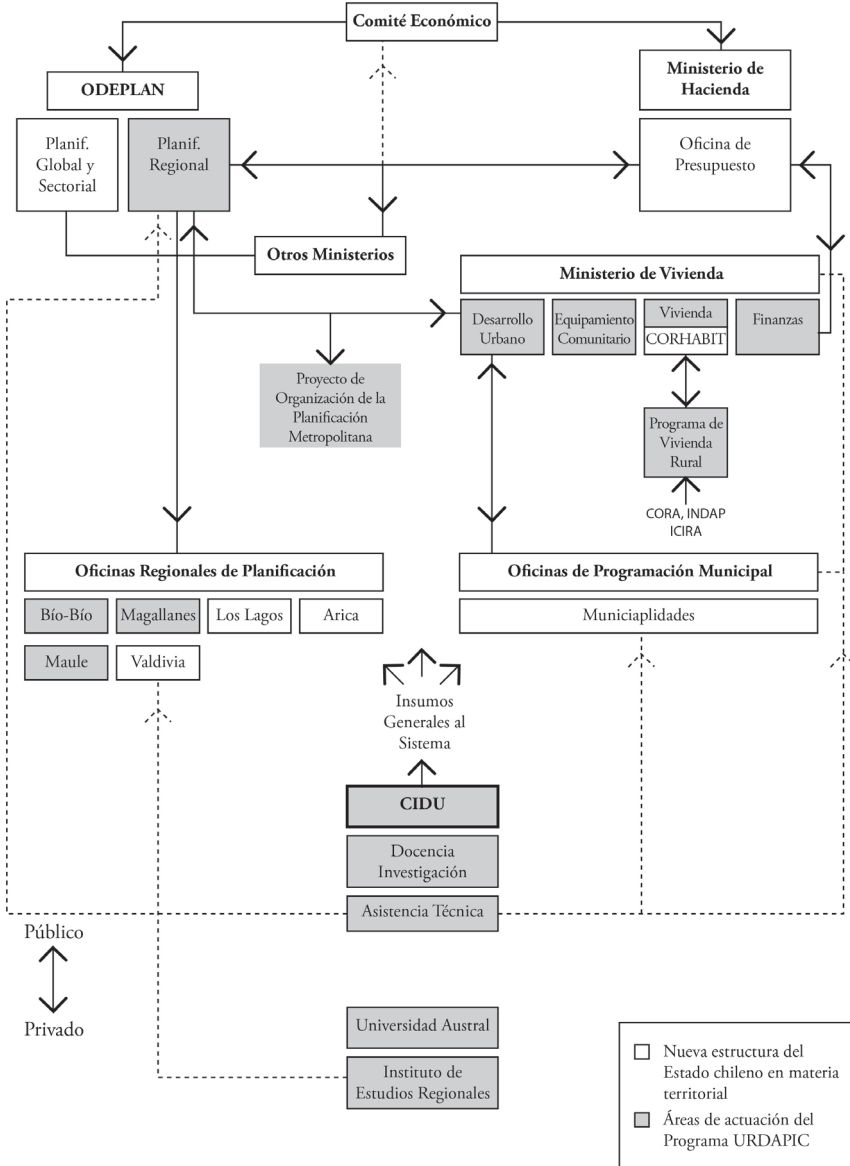 Comité Económico
ODEPLAN
Ministerio de
Hacienda
Planif.
Global y
Sectorial
Planif.
Regional
Oficina de
Presupuesto
Otros Ministerios
Ministerio de Vivienda
Desarrollo
Urbano
Equipamiento
Comunitario
Vivienda
CORHABIT
Finanzas
Proyecto de
Organización de la
Planificación
Metropolitana
Programa de
Vivienda
Rural
CORA, INDAP
ICIRA
Oficinas Regionales de Planificación
Bío-Bío
Magallanes
Los Lagos
Arica
Maule
Valdivia
Oficinas de Programación Municipal
Municiaplidades
Insumos
Generales al
Sistema
CIDU
Docencia
Investigación
Asistencia Técnica
Público
Privado
Universidad Austral
Instituto de
Estudios Regionales
Nueva estructura del
Estado chileno en materia
territorial
Áreas de actuación del
Programa URDAPIC